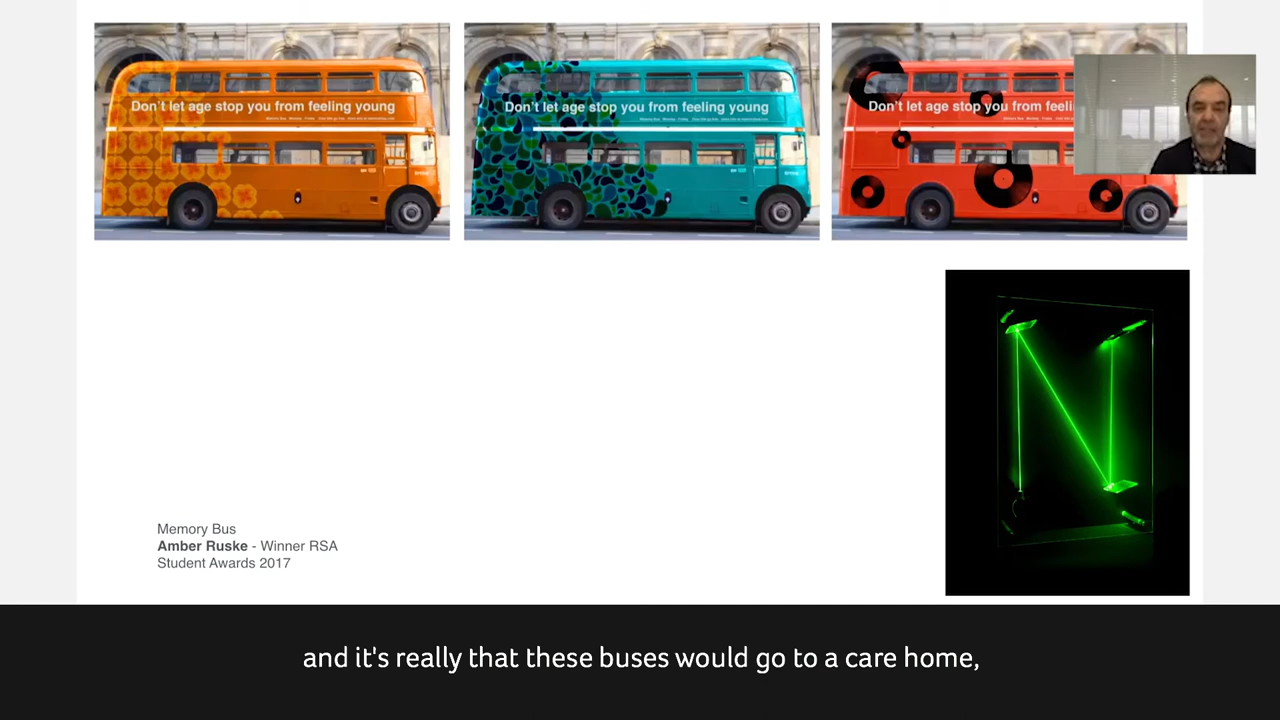 Don't let age stop you from feeling young
Don't let age stop you from feeling young
Don't let age stop you from feeli
Memory Bus
Amber Ruske - Winner RSA
Student Awards 2017
and it's really that these buses would go to a care home,